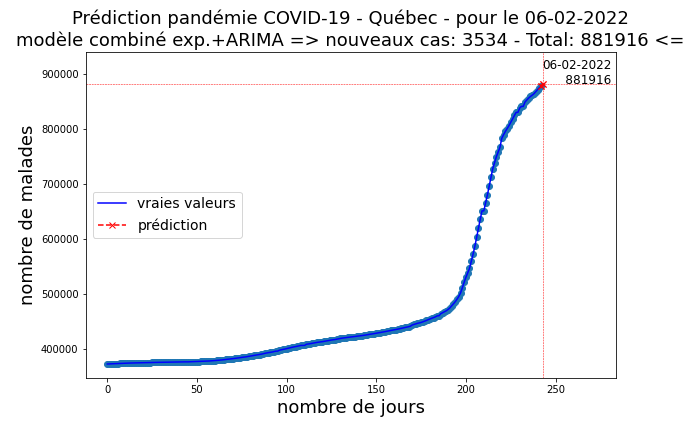 Prédiction pandémie COVID-19 - Québec - pour le 06-02-2022
modèle combiné exp.+ARIMA => nouveaux cas: 3534 - Total: 881916 <=
06-02-2022
881916
900000
800000
700000
600000
500000
400000
nombre de malades
vraies valeurs
prédiction
0 50 100 150 200 250
nombre de jours